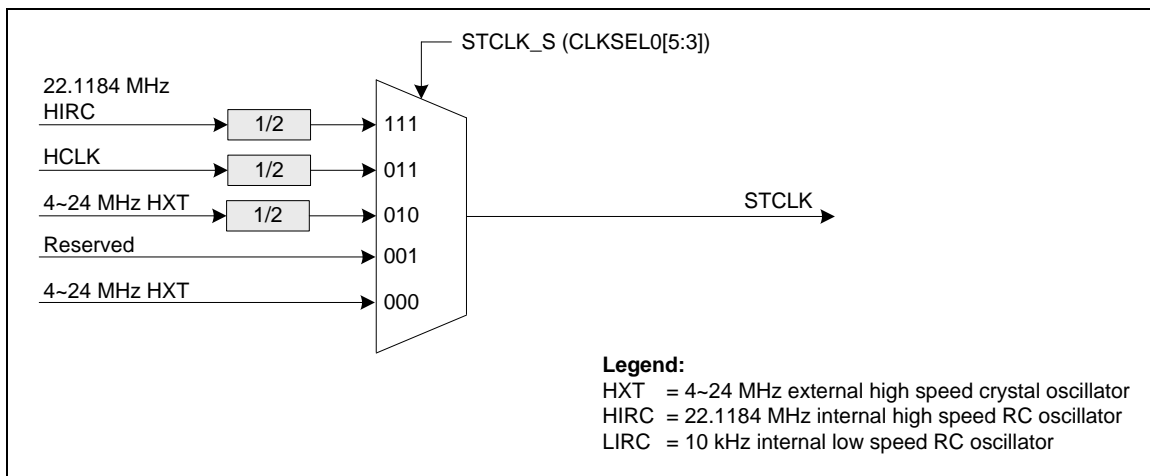 STCLK_S (CLKSEL0[5:3])
22.1184 MHz
HIRC
1/2
111
HCLK
1/2
011
4~24 MHz HXT
1/2
010
STCLK
Reserved
001
4~24 MHz HXT
000
Legend:
HXT = 4~24 MHz external high speed crystal oscillator
HIRC = 22.1184 MHz internal high speed RC oscillator
LIRC = 10 kHz internal low speed RC oscillator